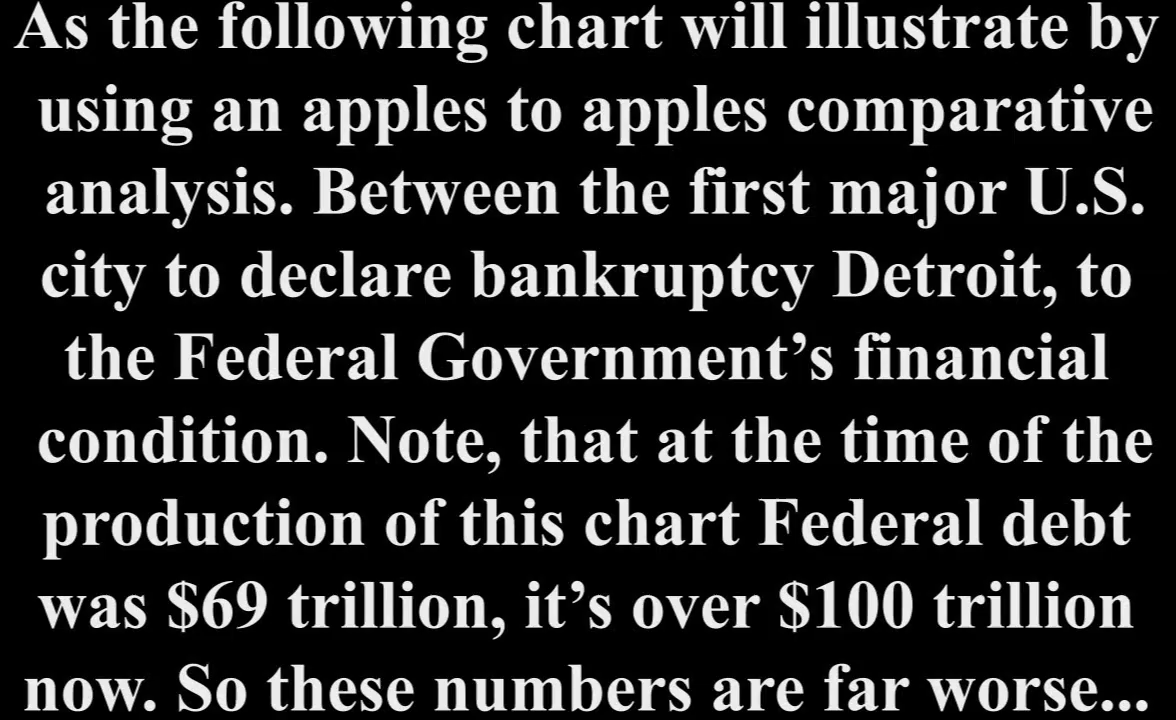 As the following chart will illustrate by
using an apples to apples comparative
analysis. Between the first major U.S.
city to declare bankruptcy Detroit, to
the Federal Government’s financial
condition. Note, that at the time of the
production of this chart Federal debt
was $69 trillion, it’s over $100 trillion
now. So these numbers are far worse...